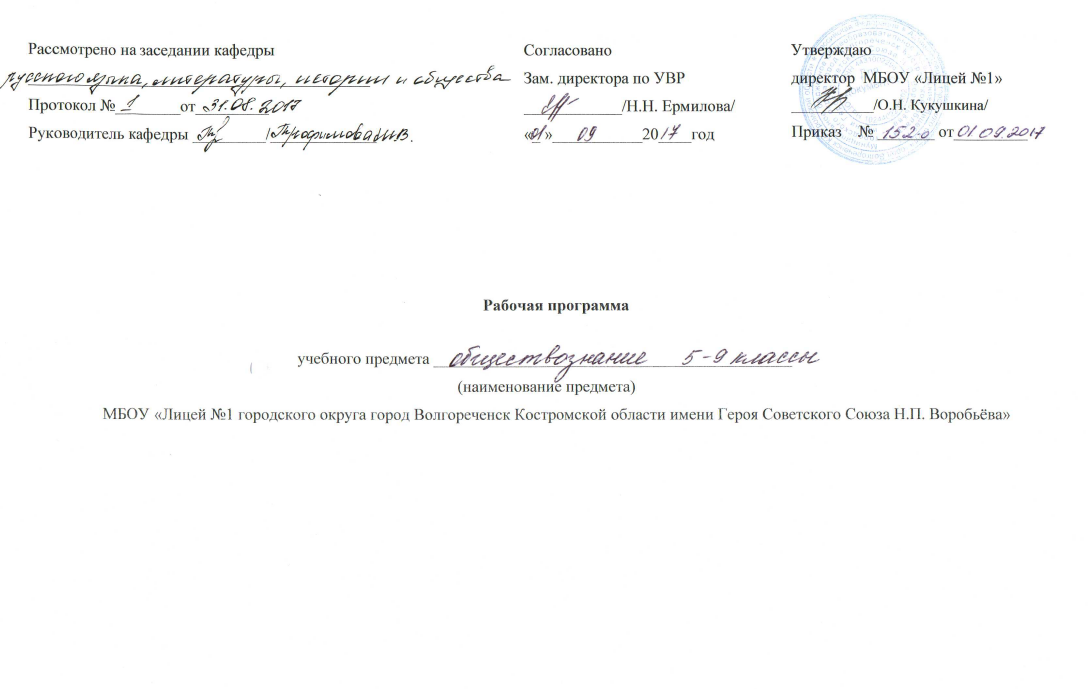 Рассмотрено на заседании кафедры
русского языка, литературы, истории и общества
Протокол № 1 от 31.08.2017
Руководитель кафедры /Трофимова
Согласовано
Зам. директора по УВР
/Н.Н. Ермилова/
«01» 09 2017 год
Утверждаю
директор МБОУ «Лицей №1»
/О.Н. Кукушкина/
Приказ № 152-о от 01 09.2017
Рабочая программа
учебного предмета обществознание 5-9 классы
(наименование предмета)
МБОУ «Лицей №1 городского округа город Волгореченск Костромской области имени Героя Советского Союза Н.П. Воробьёва»